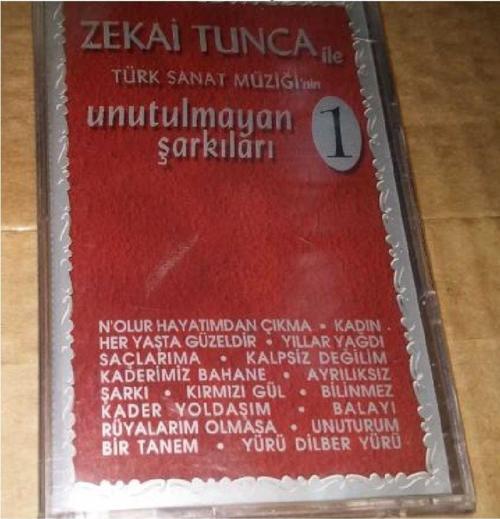 ZEKAİ TUNCA ile
TÜRK SANAT MÜZİĞİ'nin
unutulmayan 1
şarkıları
N'OLUR HAYATIMDAN ÇIKMA • KADIN
HER YAŞTA GÜZELDİR • YILLAR YAĞDI
SAÇLARIMA • KALPSİZ DEĞİLİM
KADERİMİZ BAHANE • AYRILIKSIZ
ŞARKI • KIRMIZI GÜL • BİLİNMEZ
KADER YOLDAŞIM • BALAYI
RÜYALARIM OLMASA • UNUTURUM
BİR TANEM • YÜRÜ DİLBER YÜRÜ